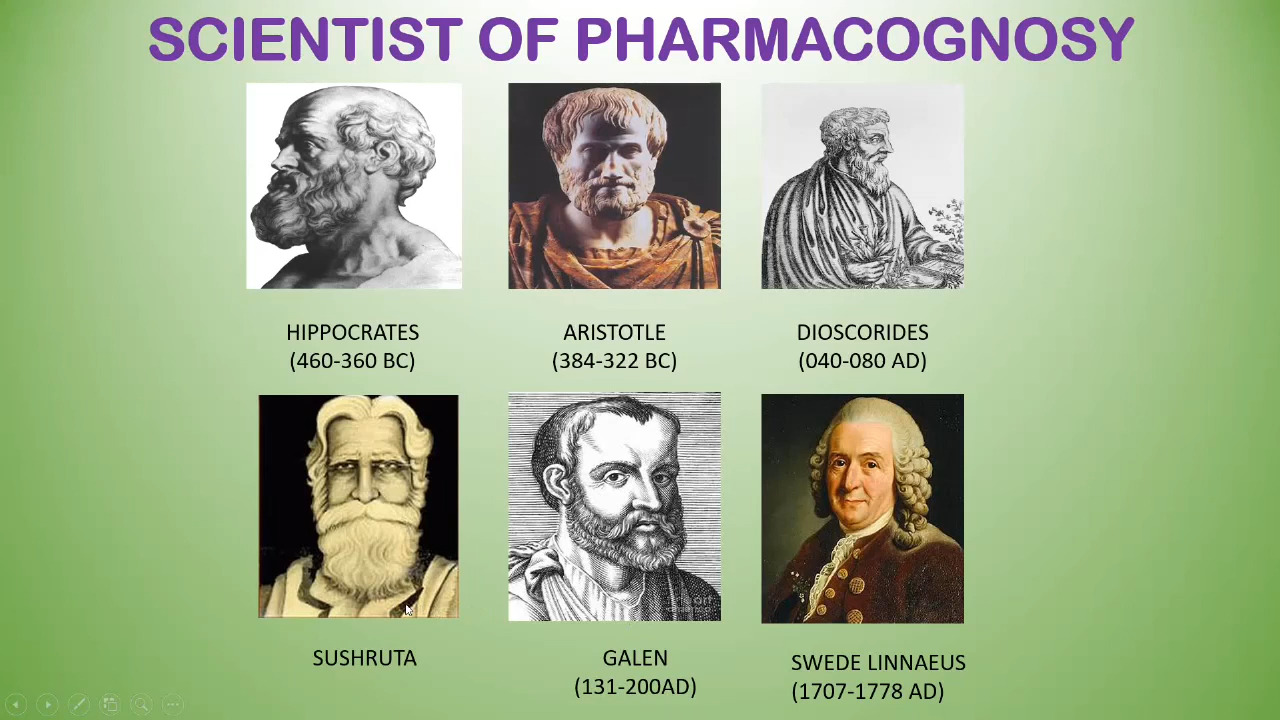 SCIENTIST OF PHARMACOGNOSY
HIPPOCRATES
(460-360 BC)
ARISTOTLE
(384-322 BC)
DIOSCORIDES
(040-080 AD)
SUSHRUTA
GALEN
(131-200AD)
SWEDE LINNAEUS
(1707-1778 AD)